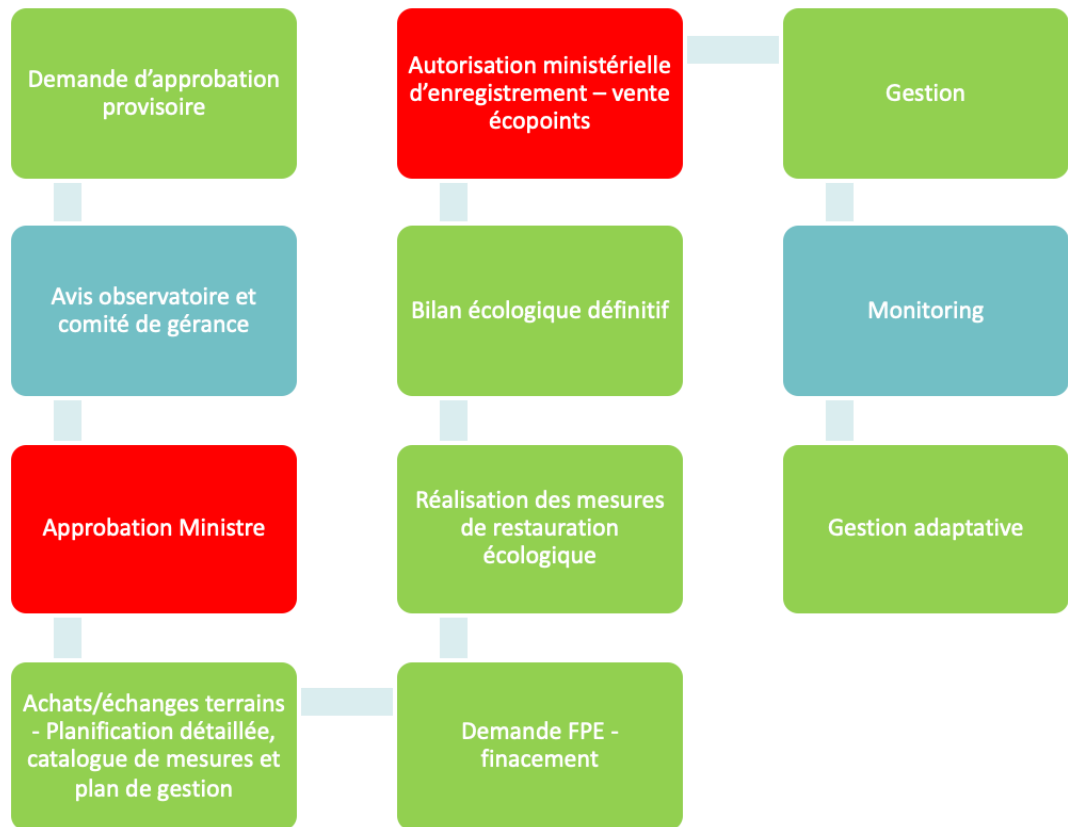 Demande d’approbation
provisoire
Avis observatoire et
comité de gérance
Approbation Ministre
Achats/échanges terrains
- Planification détaillée,
catalogue de mesures et
plan de gestion
Demande FPE -
finacement
Réalisation des mesures
de restauration
écologique
Bilan écologique définitif
Autorisation ministérielle
d’enregistrement – vente
écopoints
Gestion
Monitoring
Gestion adaptative